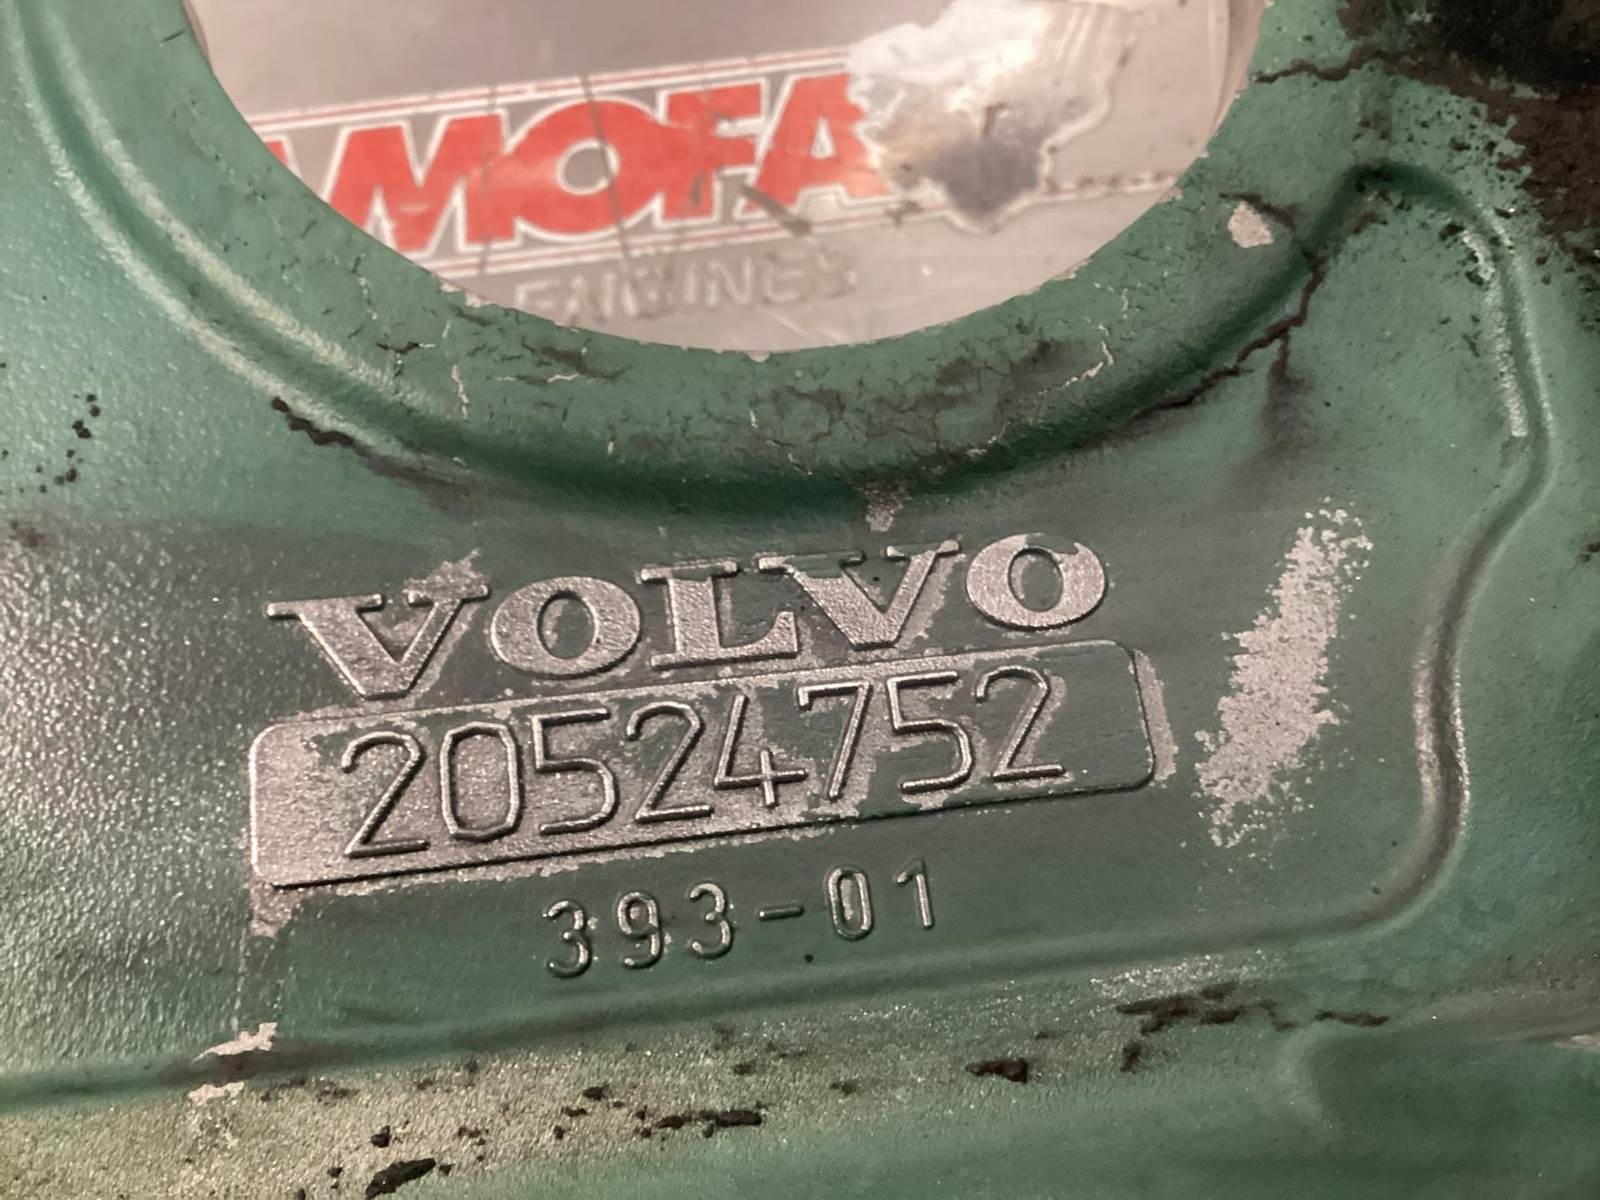 MOFA
ENGINES
VOLVO
20524752
393-01